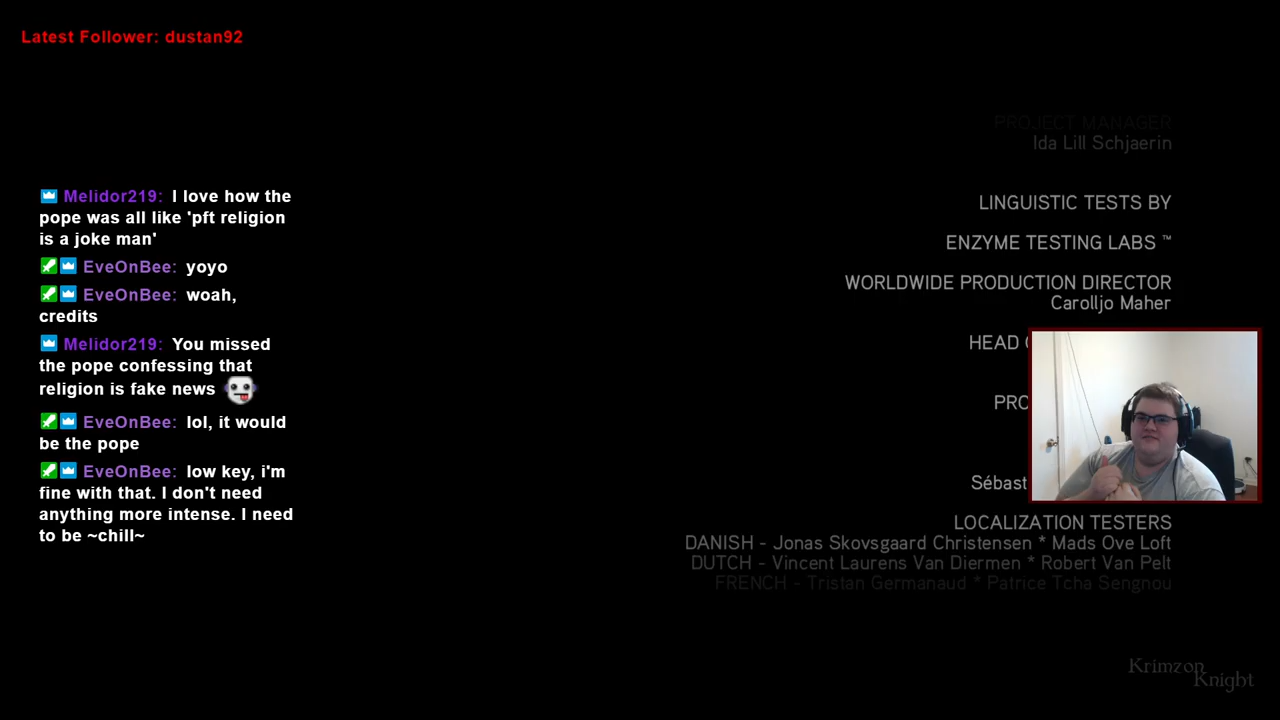 Latest Follower: dustan92
Melidor219: I love how the
pope was all like 'pft religion
is a joke man'
EveOnBee: yoyo
EveOnBee: woah,
credits
Melidor219: You missed
the pope confessing that
religion is fake news
EveOnBee: lol, it would
be the pope
EveOnBee: low key, i'm
fine with that. I don't need
anything more intense. I need
to be ~chill~
PROJECT MANAGER
Ida Lill Schjaerin
LINGUISTIC TESTS BY
ENZYME TESTING LABS ™
WORLDWIDE PRODUCTION DIRECTOR
Carolljo Maher
HEAD
LOCALIZATION TESTERS
DANISH - Jonas Skovsgaard Christensen * Mads Ove Loft
DUTCH - Vincent Laurens Van Diermen * Robert Van Pelt
FRENCH - Tristan Germanaud * Patrice Tcha Sengnou
Krimzon
Knight